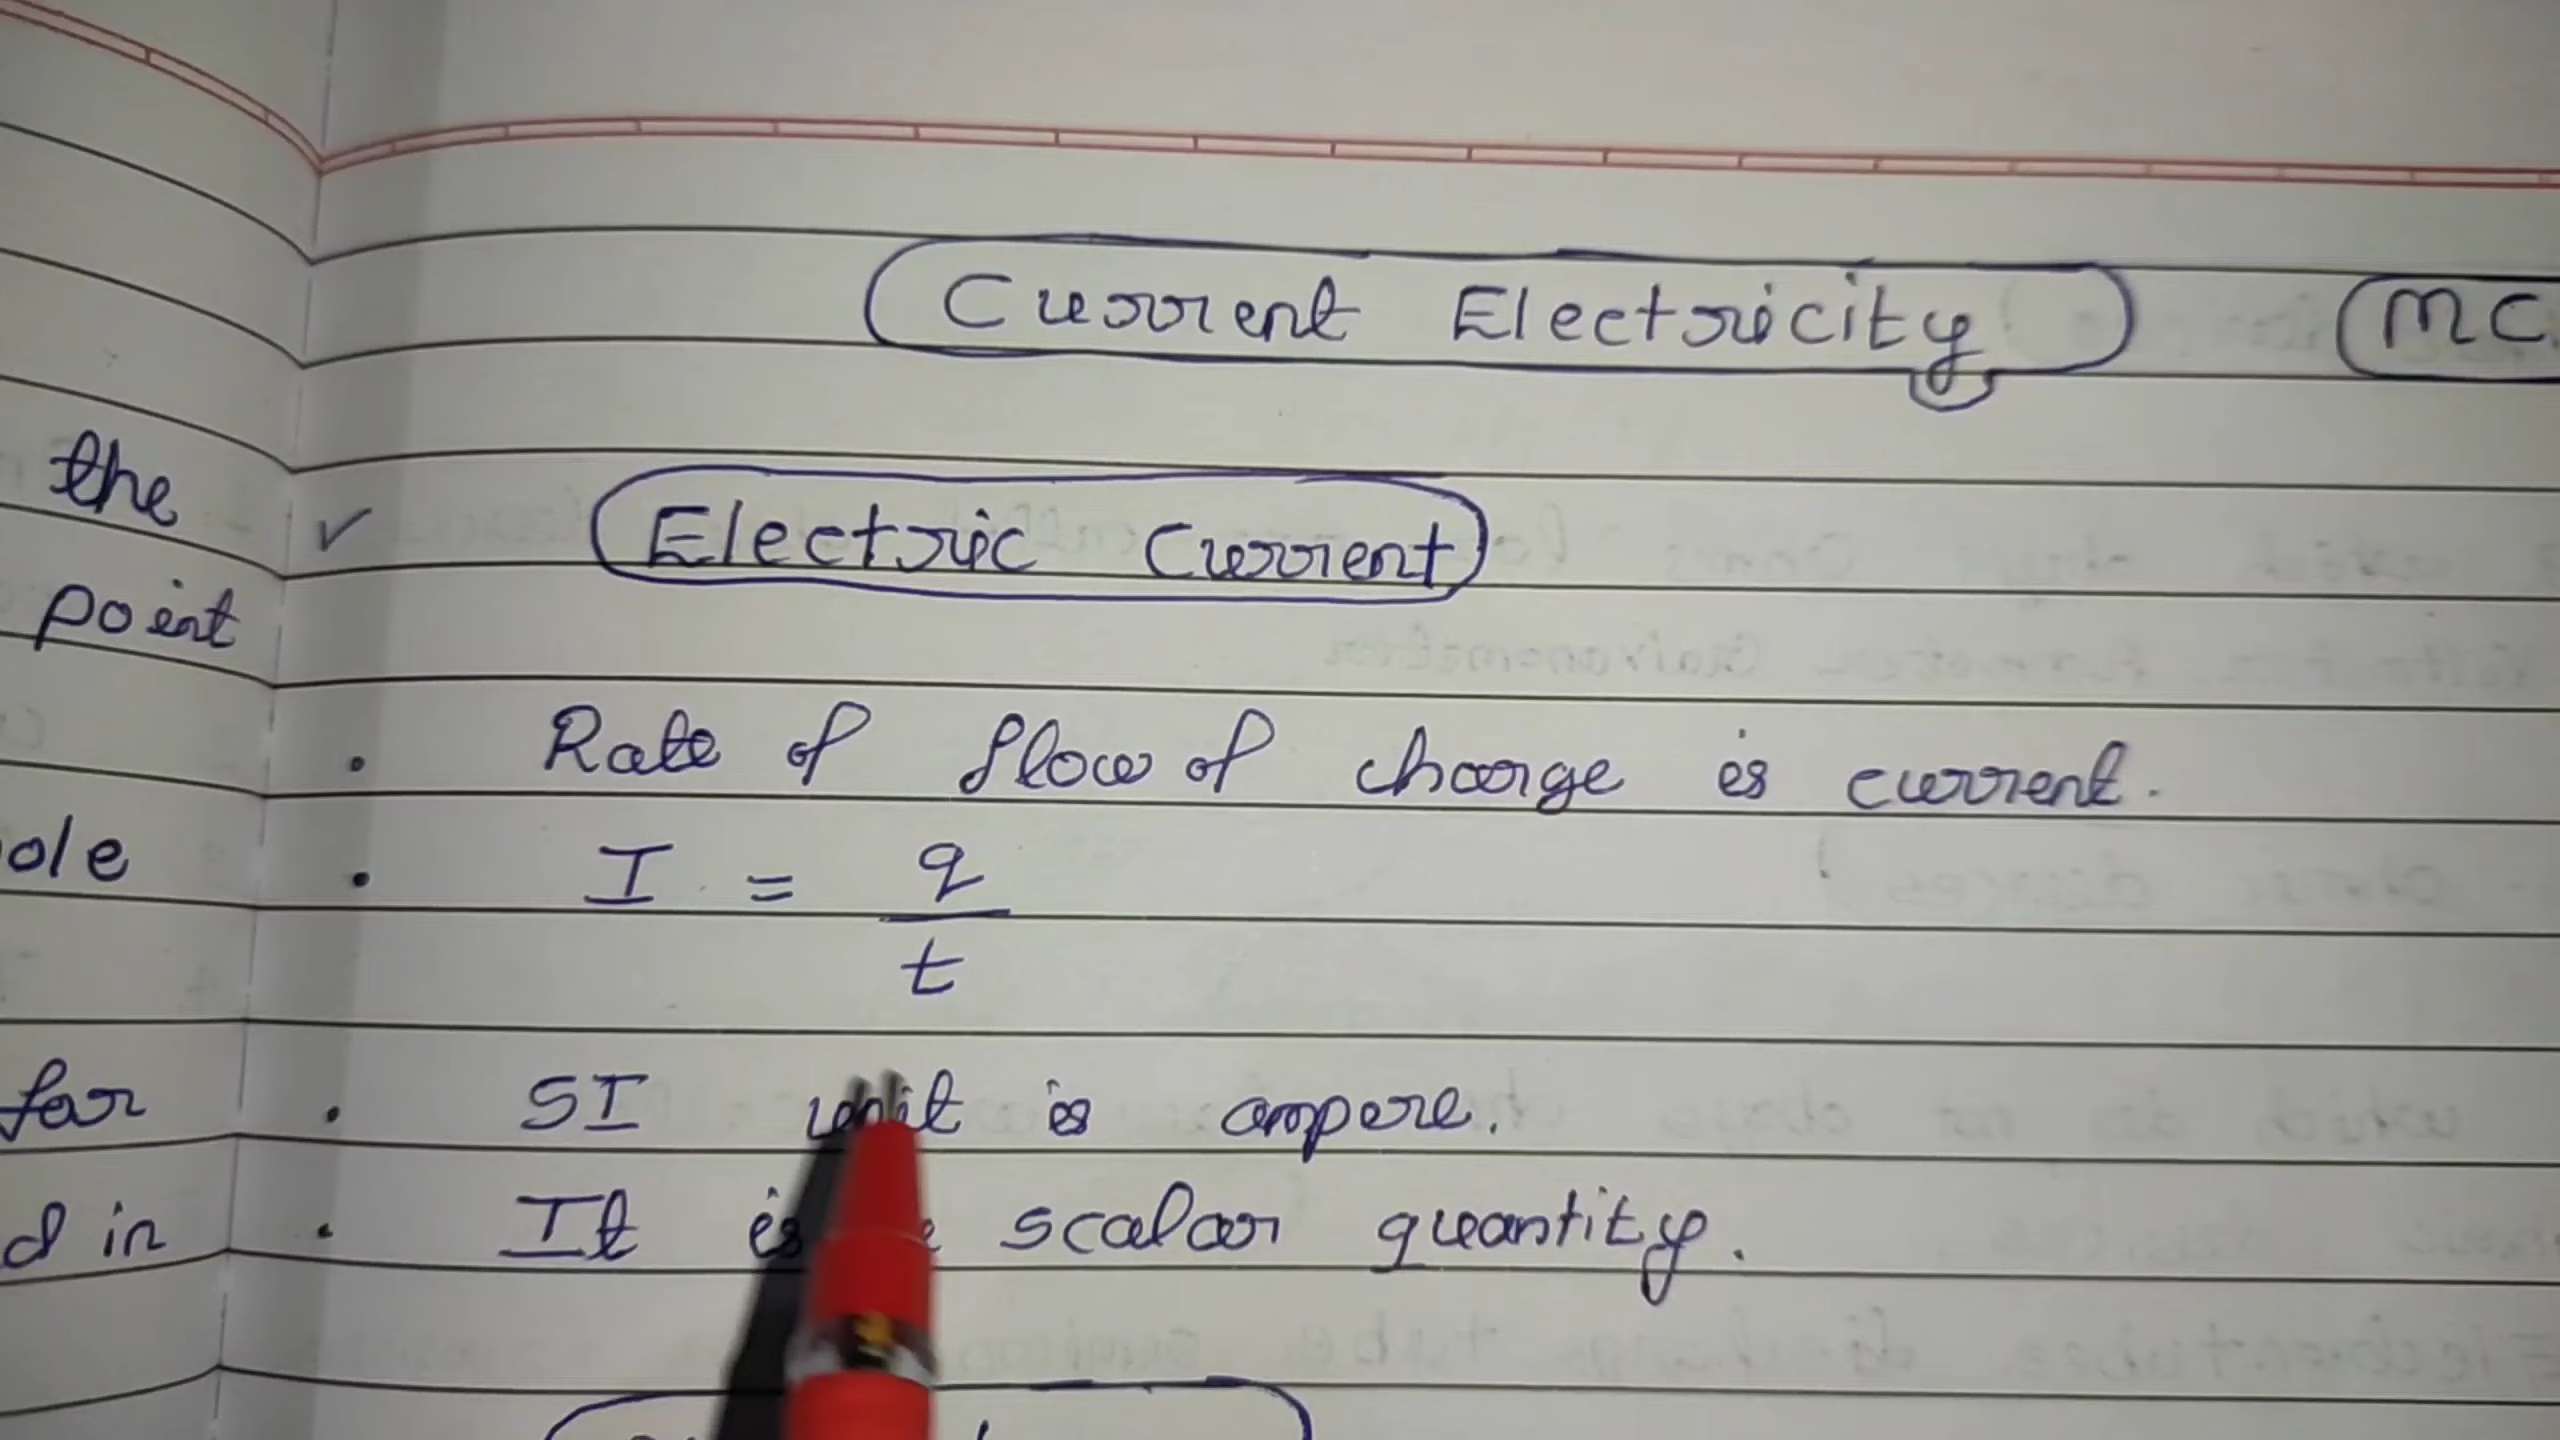 Current Electricity
MC
Electric Current
the
point
• Rate of flow of charge is current.
ole
• I = q
t
for
• SI unit is ampere.
d in
• It is a scalar quantity.